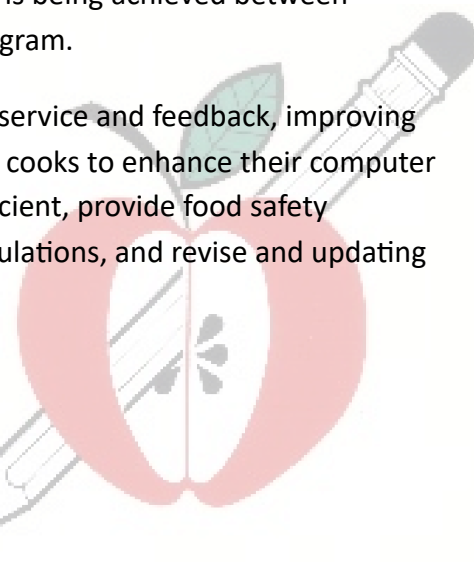 ns being achieved between
gram.
service and feedback, improving
cooks to enhance their computer
cient, provide food safety
ulations, and revise and updating